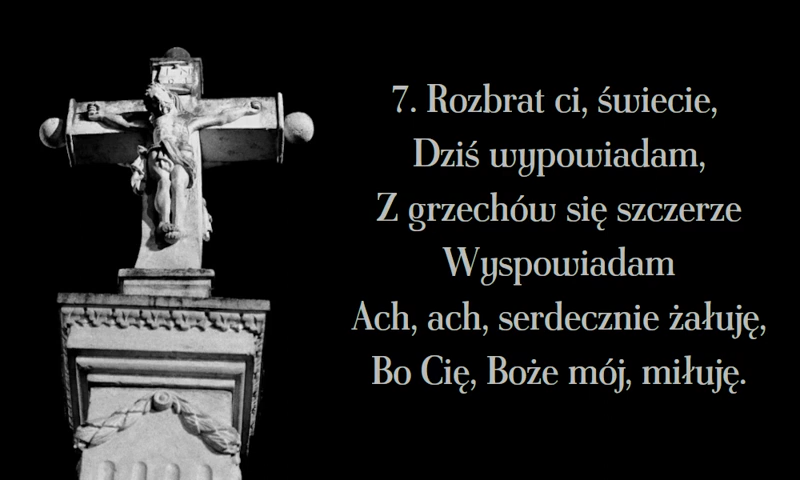 7. Rozbrat ci, świecie,
Dziś wypowiadam,
Z grzechów się szczerze
Wyspowiadam
Ach, ach, serdecznie żałuję,
Bo Cię, Boże mój, miłuję.